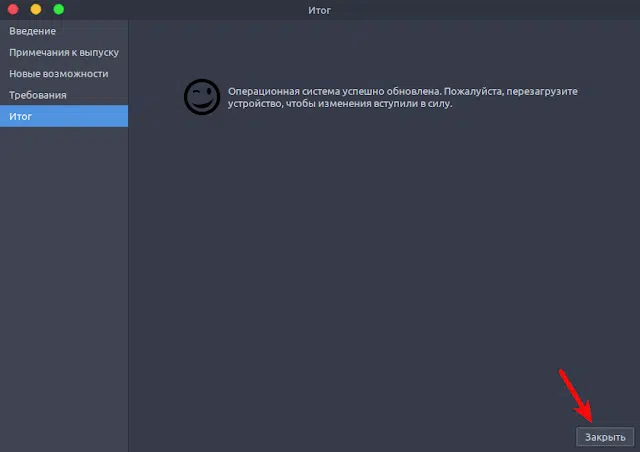 Итог
Введение
Примечания к выпуску
Новые возможности
Требования
Итог
Операционная система успешно обновлена. Пожалуйста, перезагрузите
устройство, чтобы изменения вступили в силу.
Закрыть